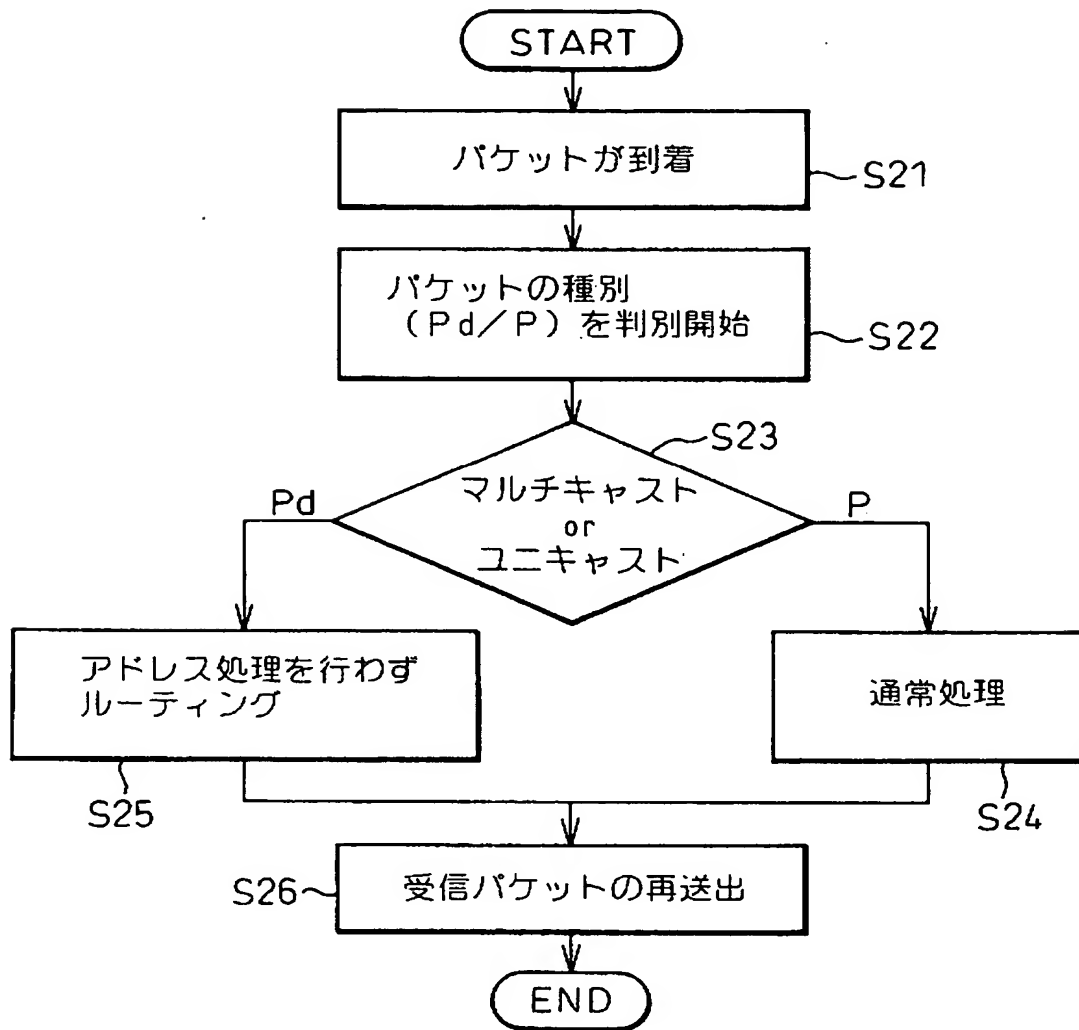 START
パケットが到着
S21
パケットの種別
(Pd/P)を判別開始
S22
S23
マルチキャスト
or
ユニキャスト
Pd
P
アドレス処理を行わず
ルーティング
通常処理
S25
S24
S26
受信パケットの再送出
END